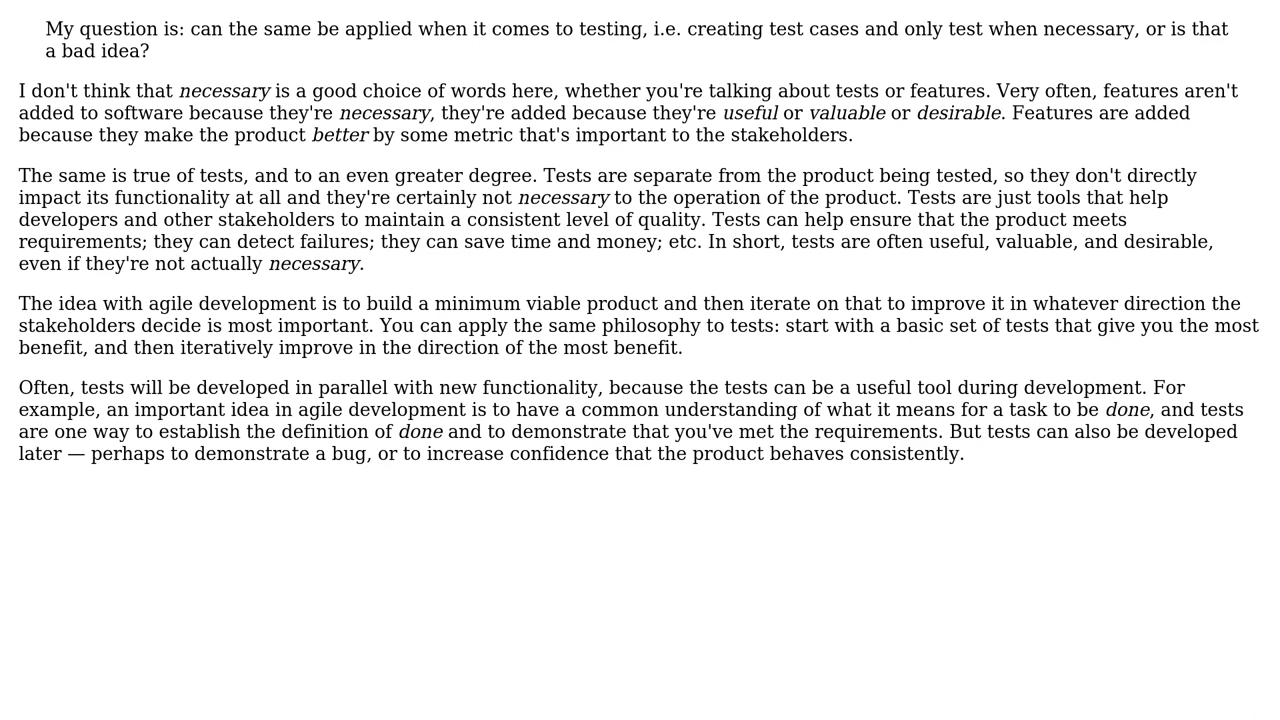 My question is: can the same be applied when it comes to testing, i.e. creating test cases and only test when necessary, or is that
a bad idea?
I don't think that necessary is a good choice of words here, whether you're talking about tests or features. Very often, features aren't
added to software because they're necessary, they're added because they're useful or valuable or desirable. Features are added
because they make the product better by some metric that's important to the stakeholders.
The same is true of tests, and to an even greater degree. Tests are separate from the product being tested, so they don't directly
impact its functionality at all and they're certainly not necessary to the operation of the product. Tests are just tools that help
developers and other stakeholders to maintain a consistent level of quality. Tests can help ensure that the product meets
requirements; they can detect failures; they can save time and money; etc. In short, tests are often useful, valuable, and desirable,
even if they're not actually necessary.
The idea with agile development is to build a minimum viable product and then iterate on that to improve it in whatever direction the
stakeholders decide is most important. You can apply the same philosophy to tests: start with a basic set of tests that give you the most
benefit, and then iteratively improve in the direction of the most benefit.
Often, tests will be developed in parallel with new functionality, because the tests can be a useful tool during development. For
example, an important idea in agile development is to have a common understanding of what it means for a task to be done, and tests
are one way to establish the definition of done and to demonstrate that you've met the requirements. But tests can also be developed
later — perhaps to demonstrate a bug, or to increase confidence that the product behaves consistently.